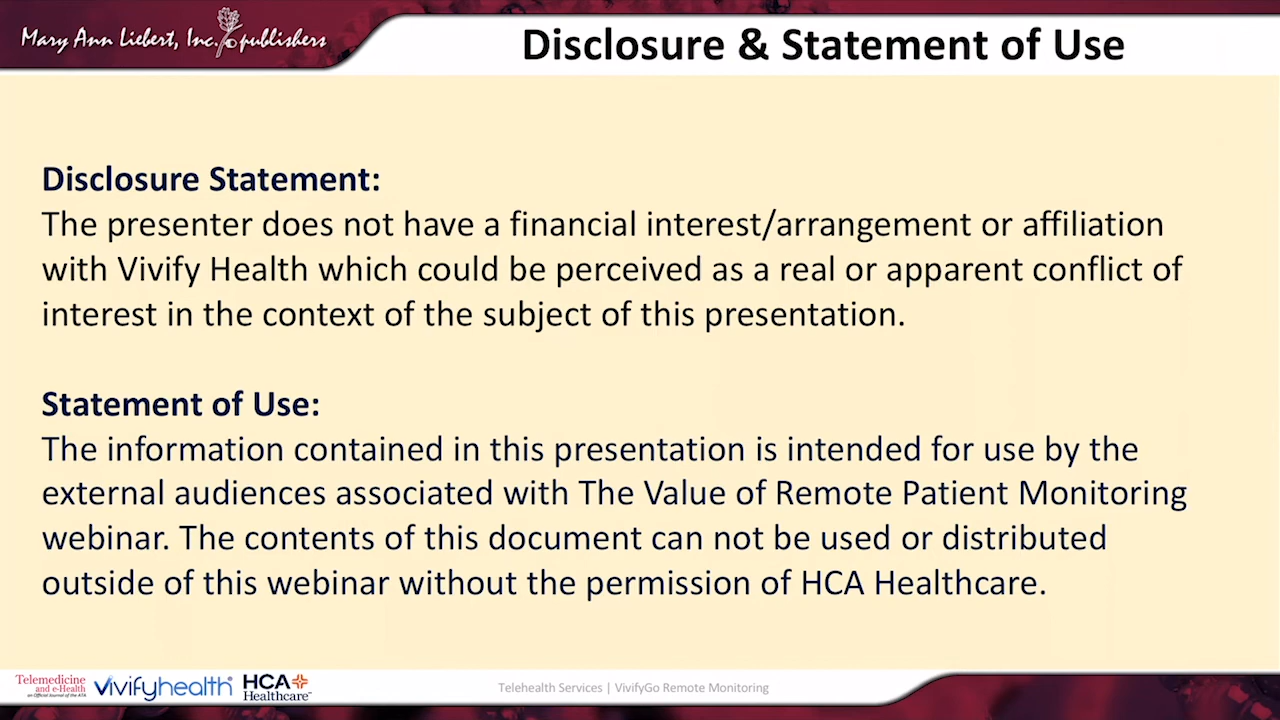 Mary Ann Liebert, Inc. publishers
Disclosure & Statement of Use
Disclosure Statement:
The presenter does not have a financial interest/arrangement or affiliation
with Vivify Health which could be perceived as a real or apparent conflict of
interest in the context of the subject of this presentation.
Statement of Use:
The information contained in this presentation is intended for use by the
external audiences associated with The Value of Remote Patient Monitoring
webinar. The contents of this document can not be used or distributed
outside of this webinar without the permission of HCA Healthcare.
Telemedicine
and e-Health
an Official Journal of the ATA
vivifyhealth
HCA
Healthcare™
Telehealth Services | VivifyGo Remote Monitoring